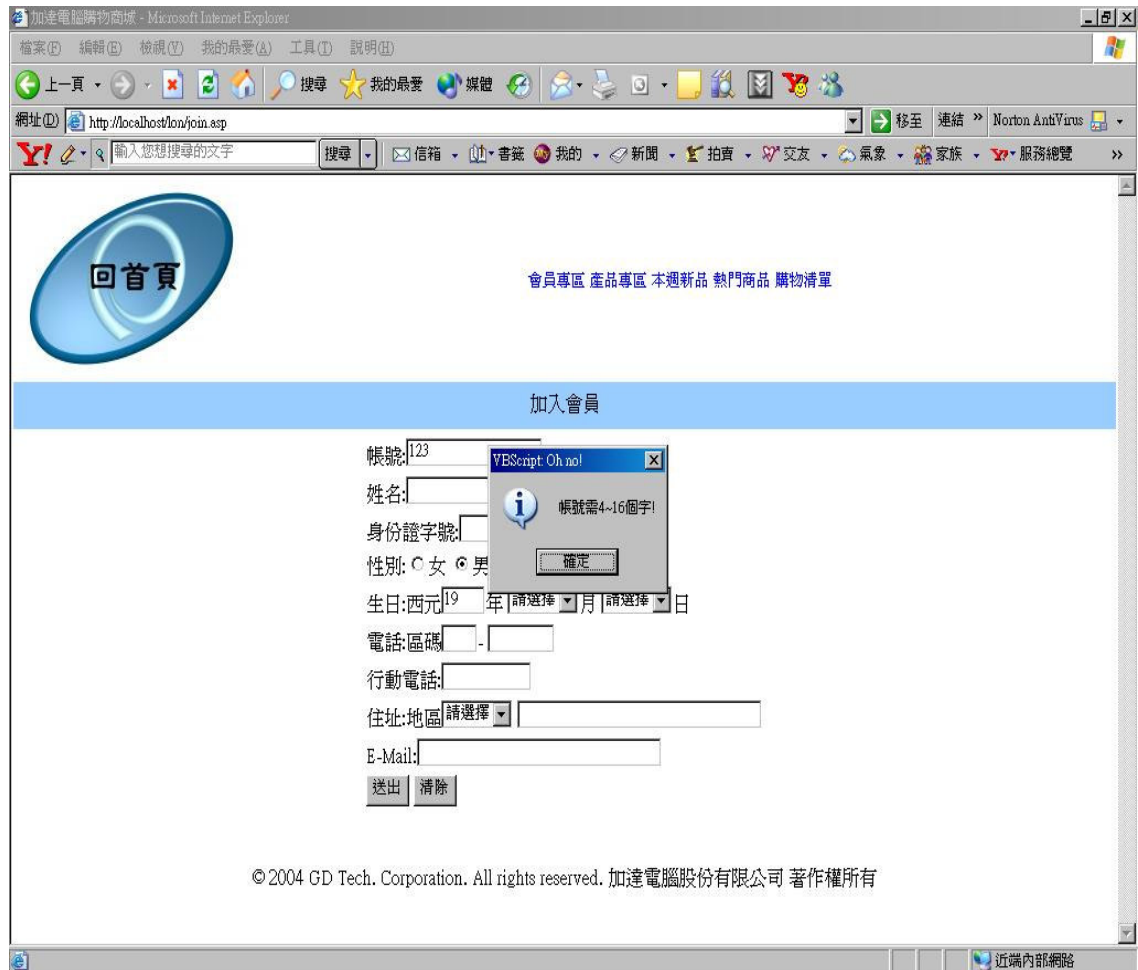 加達電腦購物商城 - Microsoft Internet Explorer
檔案(F) 編輯(E) 檢視(V) 我的最愛(A) 工具(T) 說明(H)
上一頁 搜尋 我的最愛 媒體
網址(D) http://localhost/lon/join.asp 移至 連結 » Norton AntiVirus
Y! 輸入您想搜尋的文字 搜尋 信箱 書籤 我的 新聞 拍賣 交友 氣象 家族 Y? 服務總覽 »
回首頁
會員專區 產品專區 本週新品 熱門商品 購物清單
加入會員
帳號:123
VBScript: Oh no!
帳號需4~16個字!
確定
姓名:
身份證字號:
性別: 女 男
生日:西元19 年 請選擇 月 請選擇 日
電話:區碼 -
行動電話:
住址:地區 請選擇
E-Mail:
送出 清除
© 2004 GD Tech. Corporation. All rights reserved. 加達電腦股份有限公司 著作權所有
近端內部網路